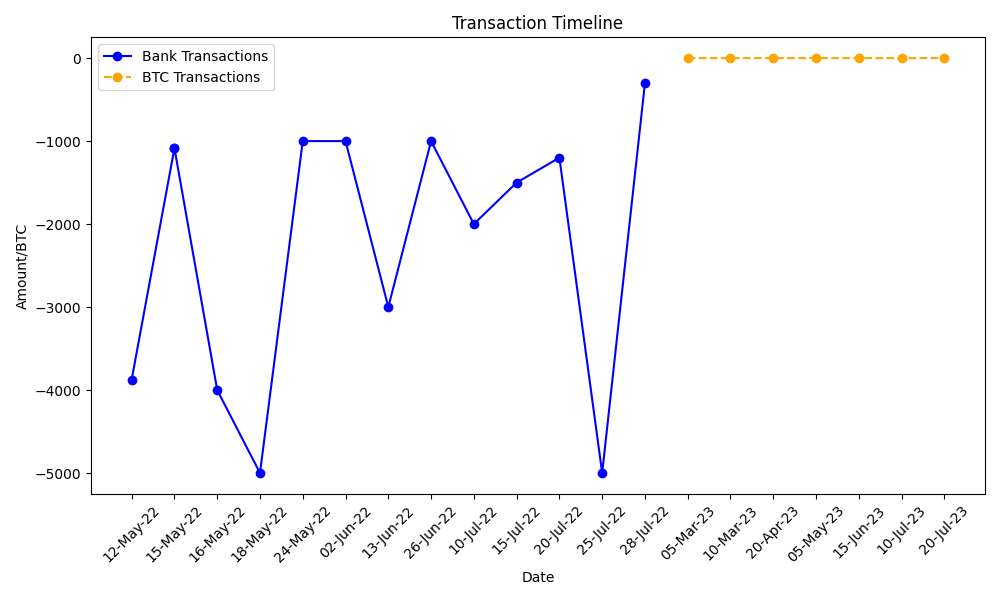 Transaction Timeline
Bank Transactions
BTC Transactions
Amount/BTC
0
−1000
−2000
−3000
−4000
−5000
12-May-22
15-May-22
16-May-22
18-May-22
24-May-22
02-Jun-22
13-Jun-22
26-Jun-22
10-Jul-22
15-Jul-22
20-Jul-22
25-Jul-22
28-Jul-22
05-Mar-23
10-Mar-23
20-Apr-23
05-May-23
15-Jun-23
10-Jul-23
20-Jul-23
Date